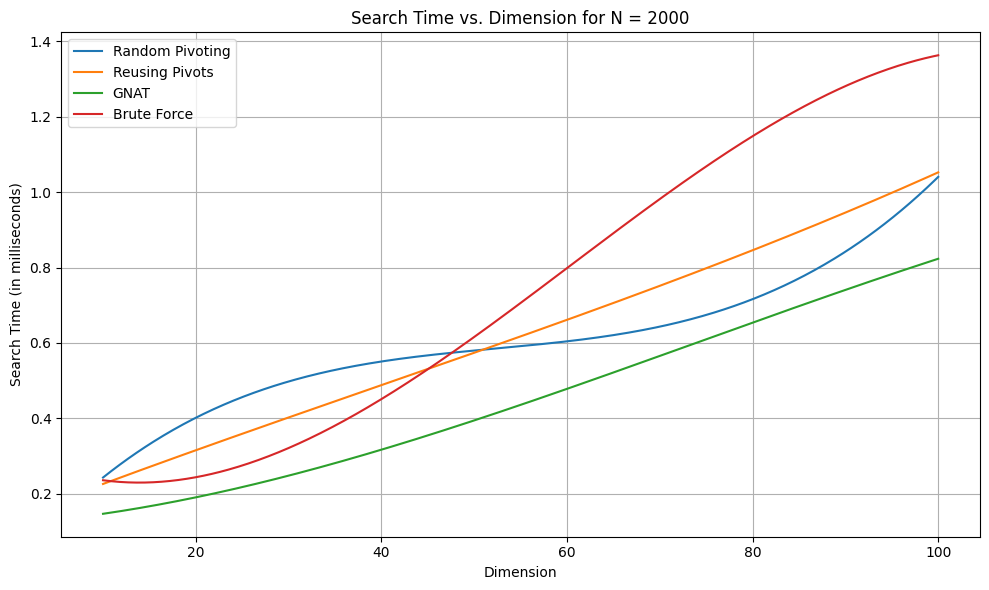 Search Time vs. Dimension for N = 2000
Search Time (in milliseconds)
1.4
1.2
1.0
0.8
0.6
0.4
0.2
Random Pivoting
Reusing Pivots
GNAT
Brute Force
20 40 60 80 100
Dimension